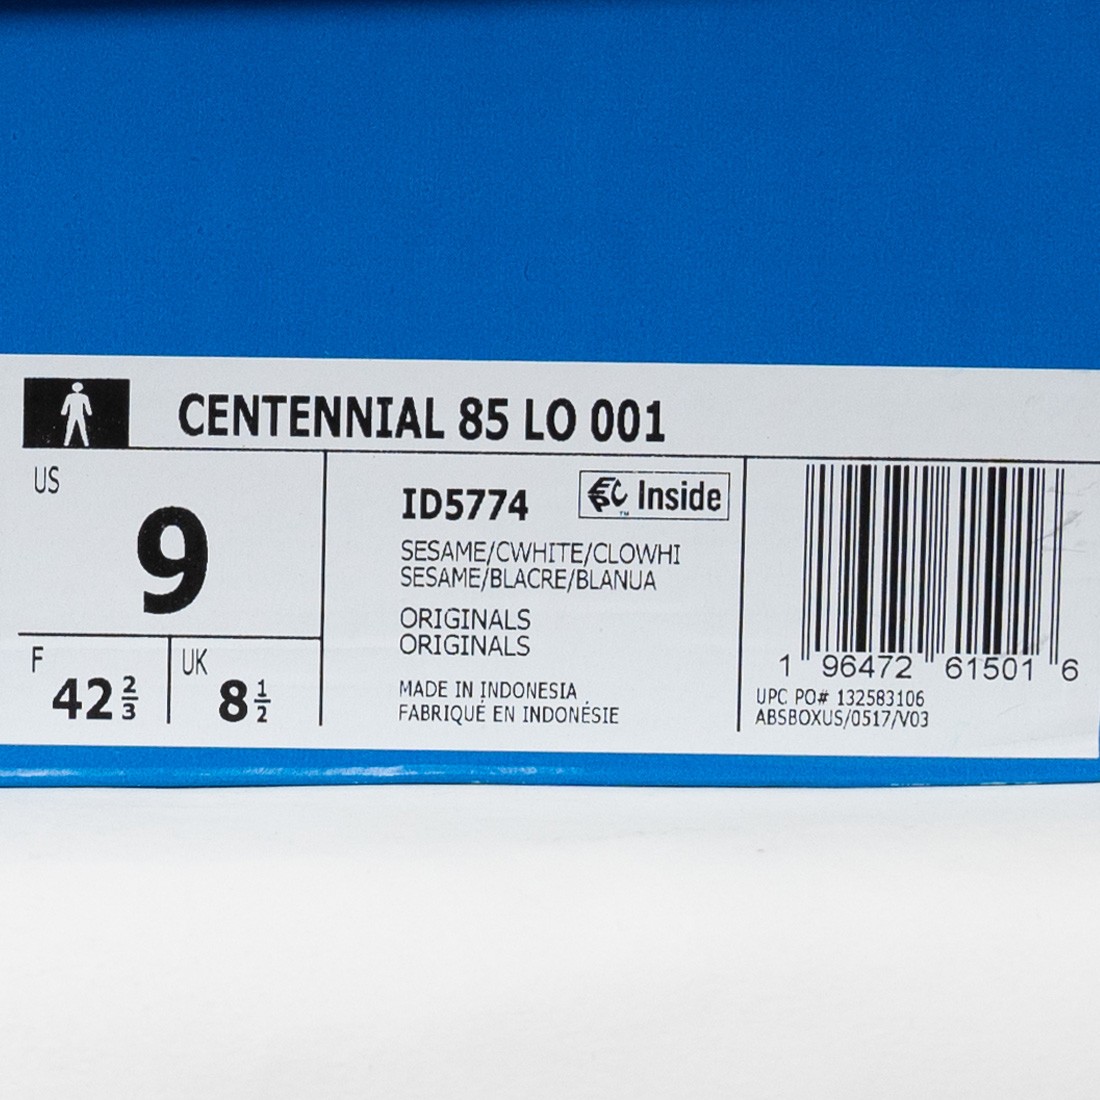 CENTENNIAL 85 LO 001
US
9
F
42 2/3
UK
8 1/2
ID5774
EPC Inside
™
SESAME/CWHITE/CLOWHI
SESAME/BLACRE/BLANUA
ORIGINALS
ORIGINALS
MADE IN INDONESIA
FABRIQUÉ EN INDONÉSIE
1 96472 61501 6
UPC PO# 132583106
ABSBOXUS/0517/V03